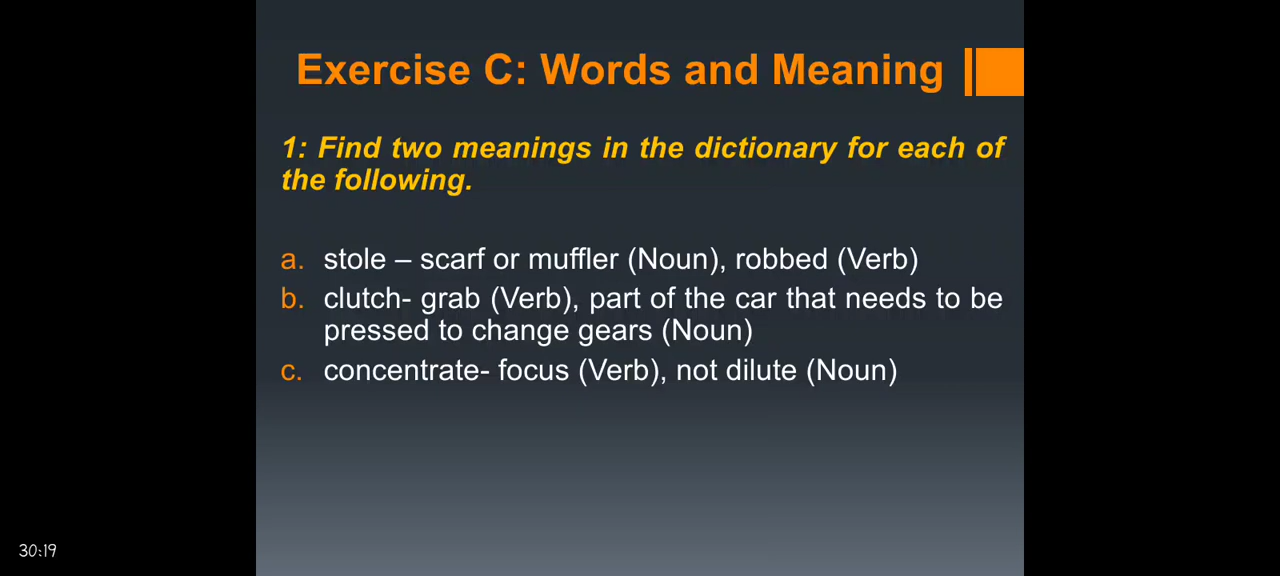 Exercise C: Words and Meaning
1: Find two meanings in the dictionary for each of
the following.
a. stole – scarf or muffler (Noun), robbed (Verb)
b. clutch- grab (Verb), part of the car that needs to be
pressed to change gears (Noun)
c. concentrate- focus (Verb), not dilute (Noun)
30:19